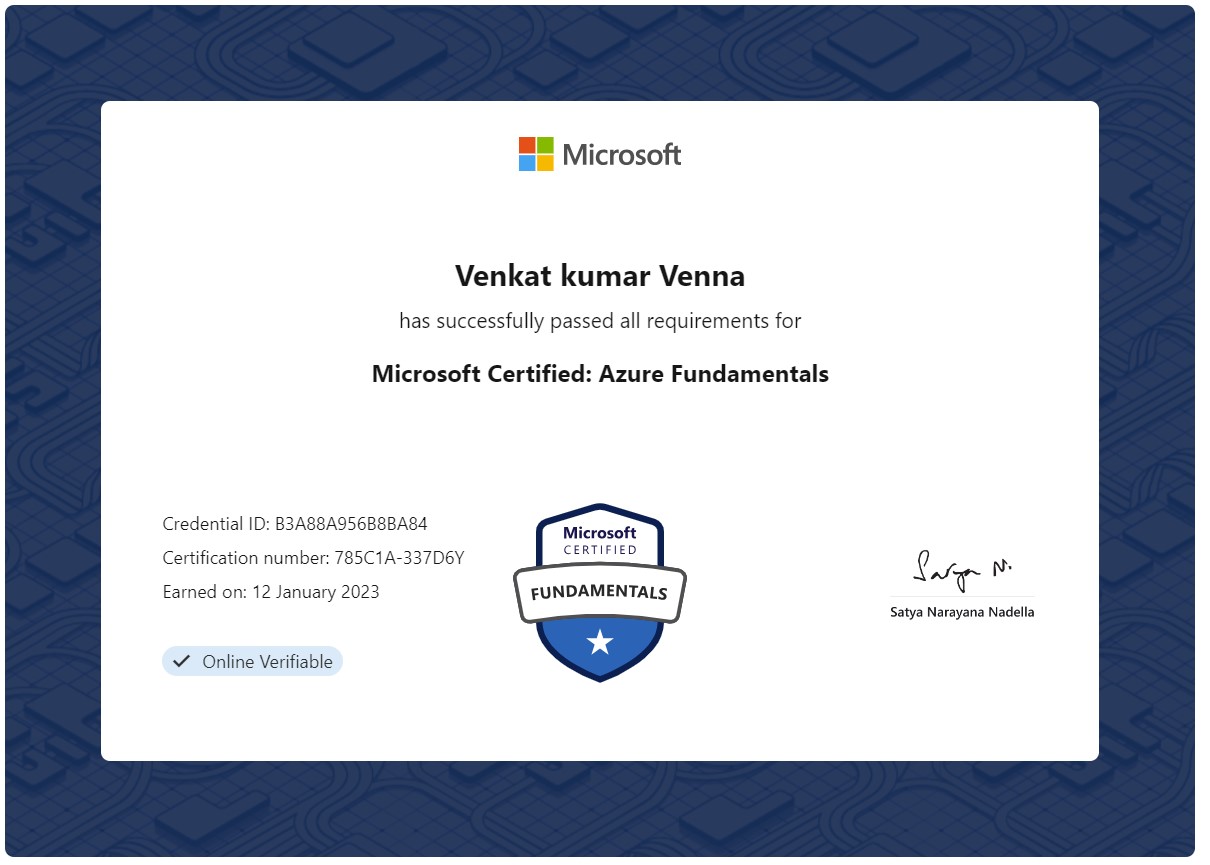 Microsoft
Venkat kumar Venna
has successfully passed all requirements for
Microsoft Certified: Azure Fundamentals
Credential ID: B3A88A956B8BA84
Certification number: 785C1A-337D6Y
Earned on: 12 January 2023
Online Verifiable
Microsoft
CERTIFIED
FUNDAMENTALS
Satya N.
Satya Narayana Nadella